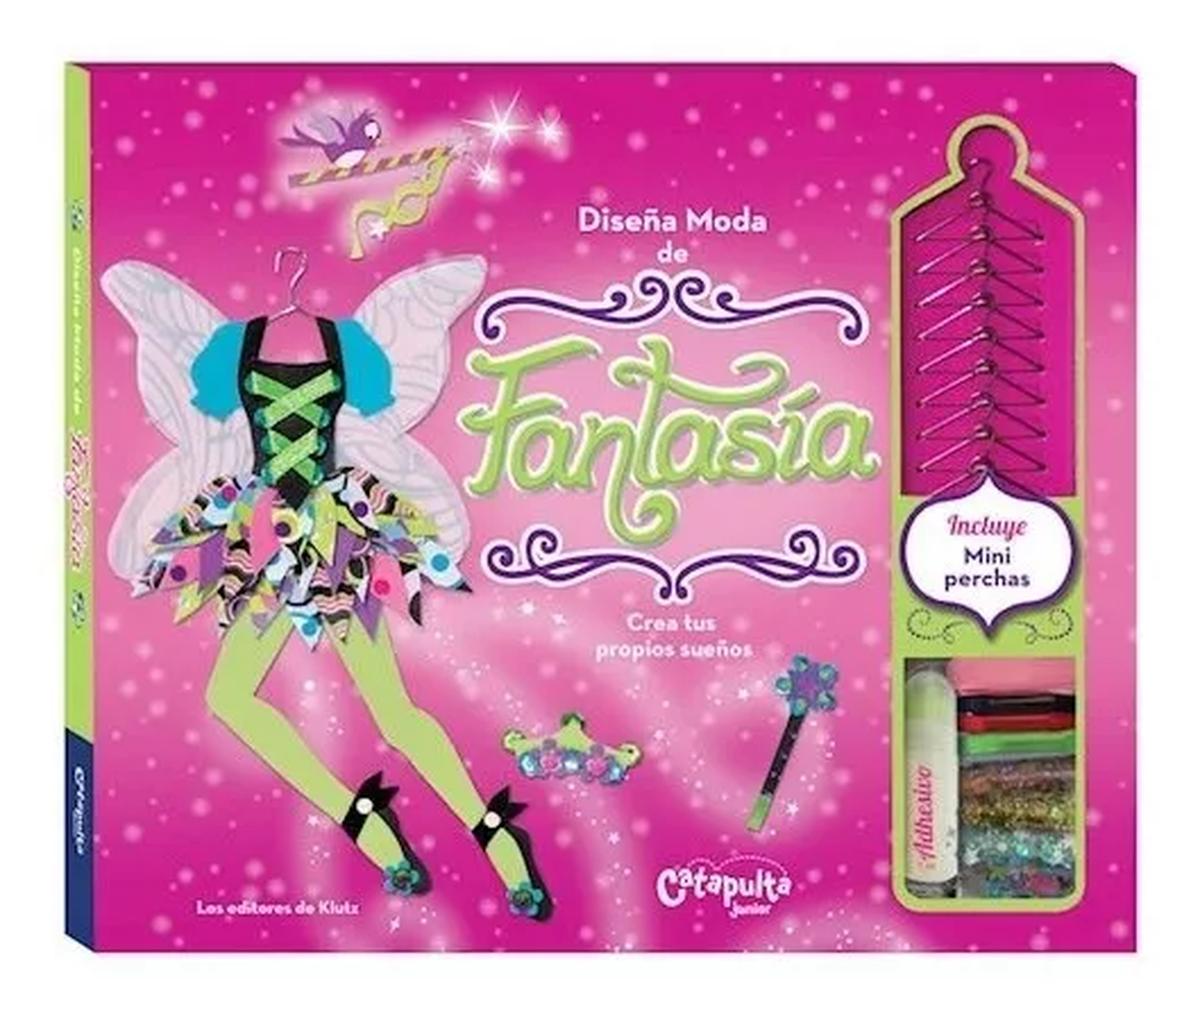 Diseña Moda
de
Fantasía
Crea tus
propios sueños
Incluye
Mini
perchas
Adhesivo
Catapulta
junior
Los editores de Klutz
Diseña Moda de Fantasía
Catapulta